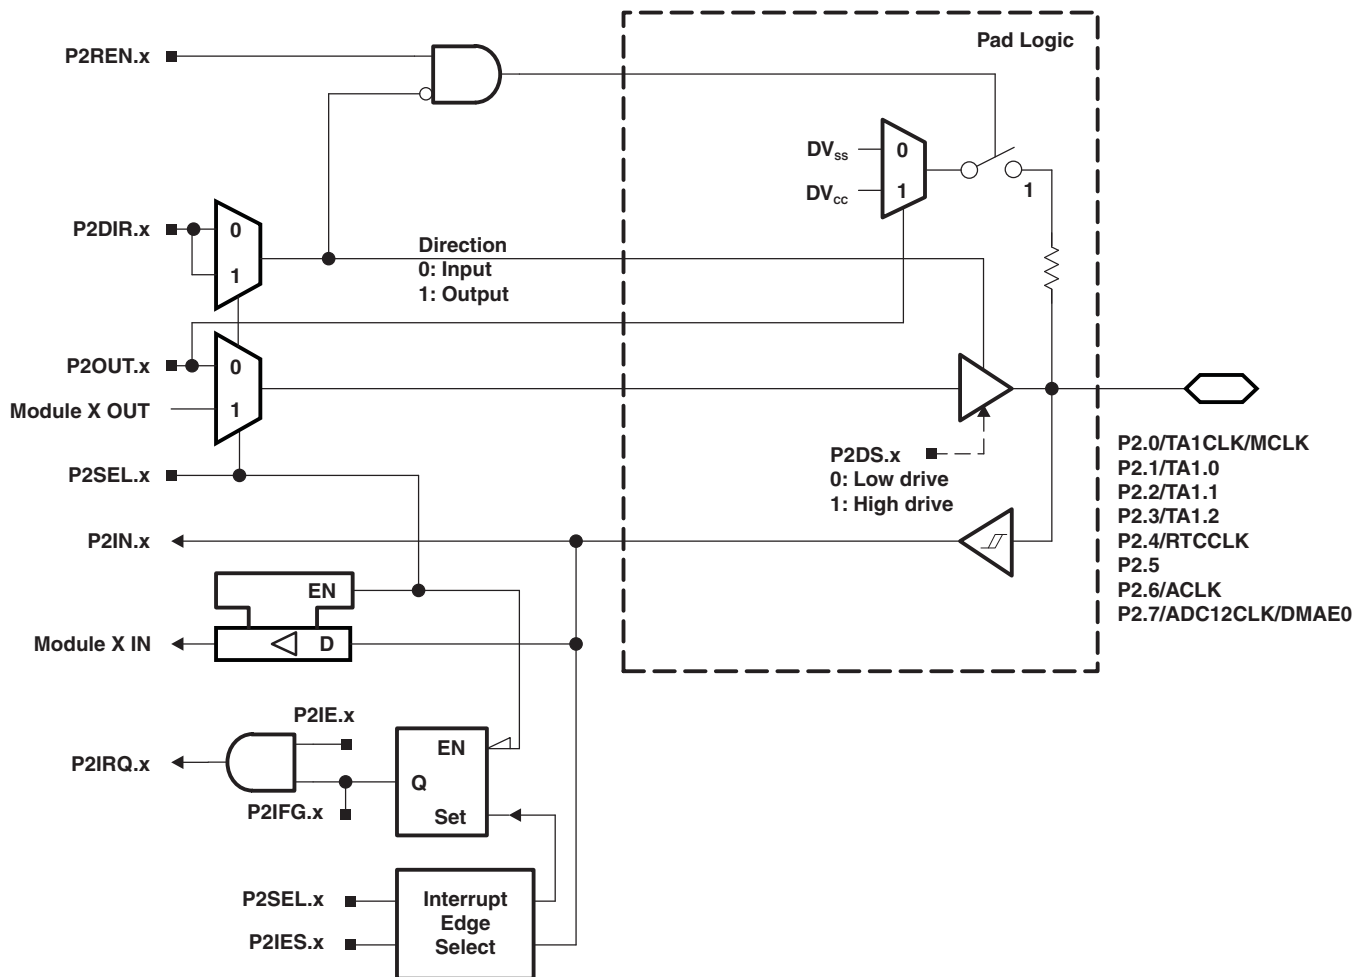 Pad Logic
P2REN.x
DVss
0
DVcc
1
1
P2DIR.x
0
1
Direction
0: Input
1: Output
P2OUT.x
0
Module X OUT
1
P2SEL.x
P2DS.x
0: Low drive
1: High drive
P2.0/TA1CLK/MCLK
P2.1/TA1.0
P2.2/TA1.1
P2.3/TA1.2
P2.4/RTCCLK
P2.5
P2.6/ACLK
P2.7/ADC12CLK/DMAE0
P2IN.x
EN
Module X IN
D
P2IE.x
P2IRQ.x
P2IFG.x
EN
Q
Set
P2SEL.x
P2IES.x
Interrupt
Edge
Select